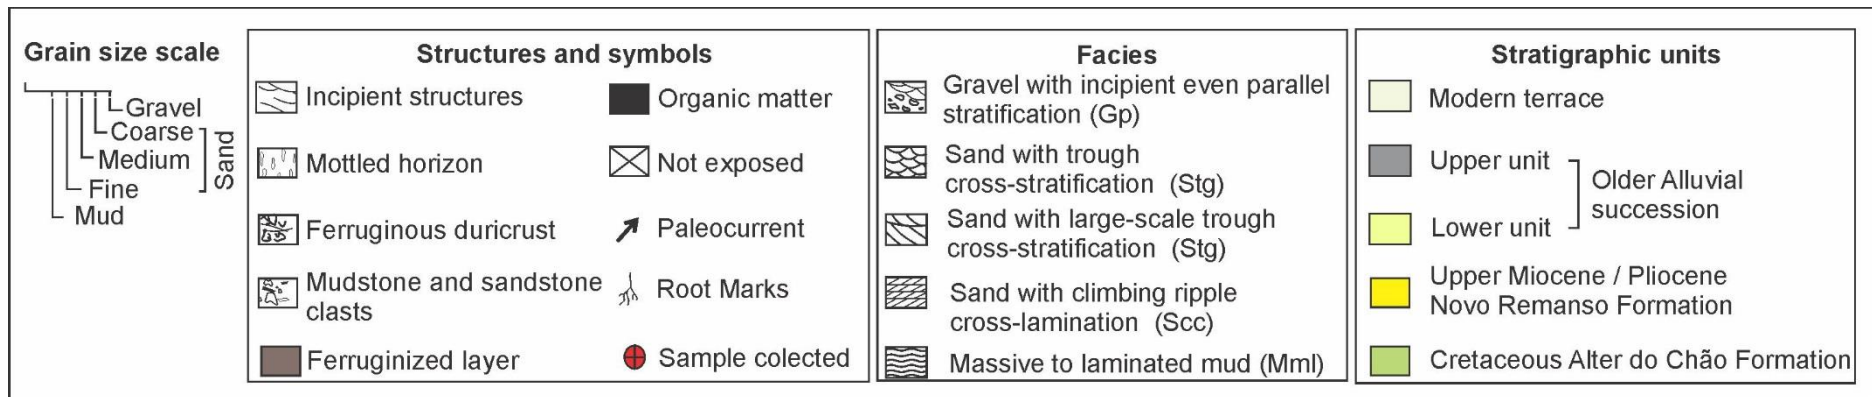 Grain size scale
Gravel
Coarse
Medium
Fine
Mud
Sand
Structures and symbols
Incipient structures
Mottled horizon
Ferruginous duricrust
Mudstone and sandstone
clasts
Ferruginized layer
Organic matter
Not exposed
Paleocurrent
Root Marks
Sample colected
Facies
Gravel with incipient even parallel
stratification (Gp)
Sand with trough
cross-stratification (Stg)
Sand with large-scale trough
cross-stratification (Stg)
Sand with climbing ripple
cross-lamination (Scc)
Massive to laminated mud (Mml)
Stratigraphic units
Modern terrace
Upper unit
Lower unit
Older Alluvial
succession
Upper Miocene / Pliocene
Novo Remanso Formation
Cretaceous Alter do Chão Formation